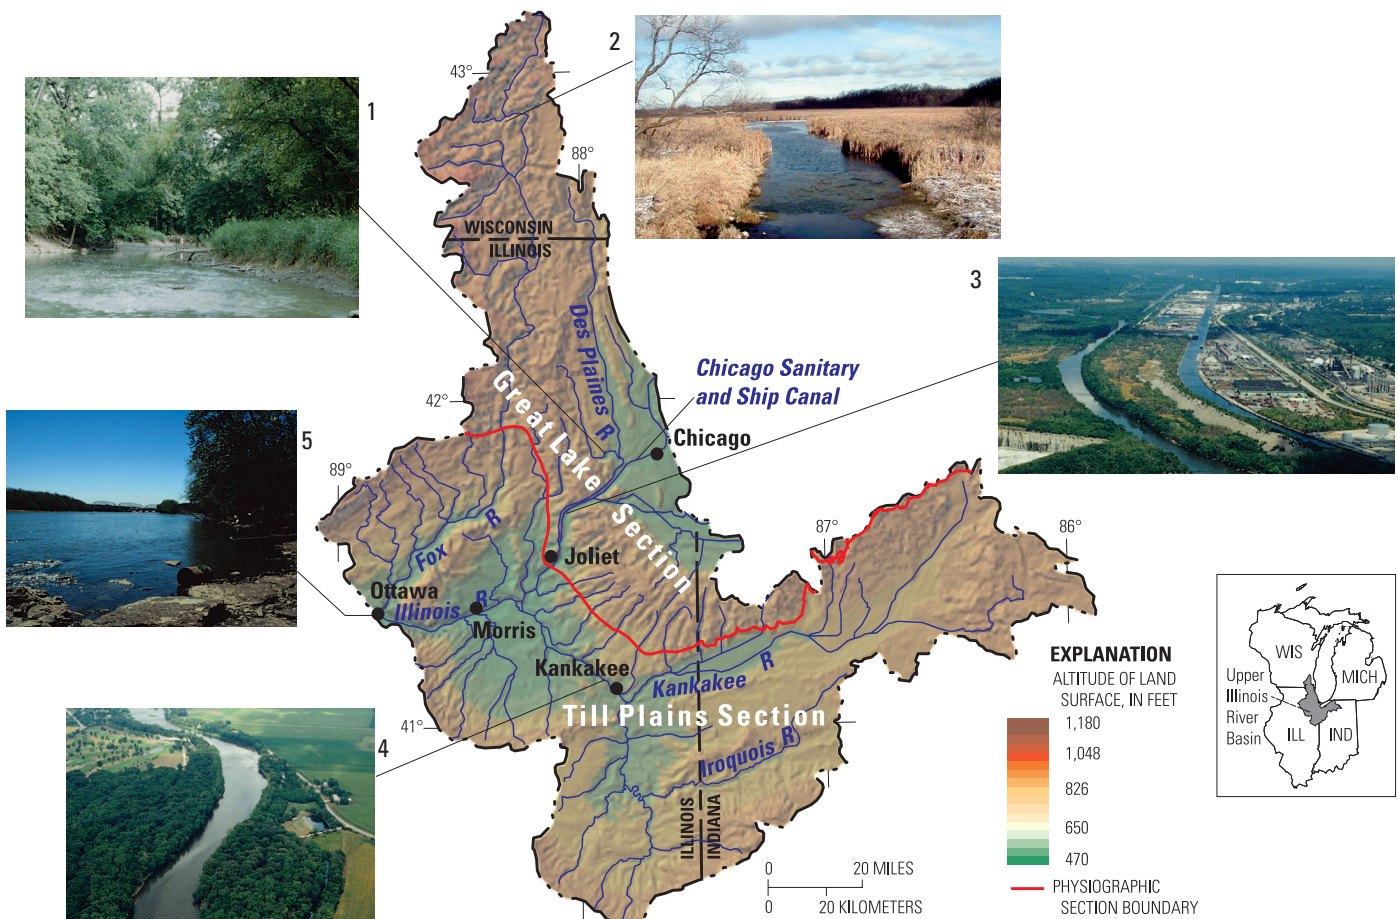 1
2
3
4
5
43°
88°
42°
89°
87°
86°
41°
WISCONSIN
ILLINOIS
Des Plaines R
Great Lake Section
Chicago Sanitary
and Ship Canal
Chicago
Fox R
Joliet
Ottawa
Illinois R
Morris
Kankakee
Kankakee R
Till Plains Section
Iroquois R
ILLINOIS
INDIANA
0 20 MILES
0 20 KILOMETERS
EXPLANATION
ALTITUDE OF LAND
SURFACE, IN FEET
1,180
1,048
826
650
470
PHYSIOGRAPHIC
SECTION BOUNDARY
WIS
MICH
Upper
Illinois
River
Basin
ILL
IND